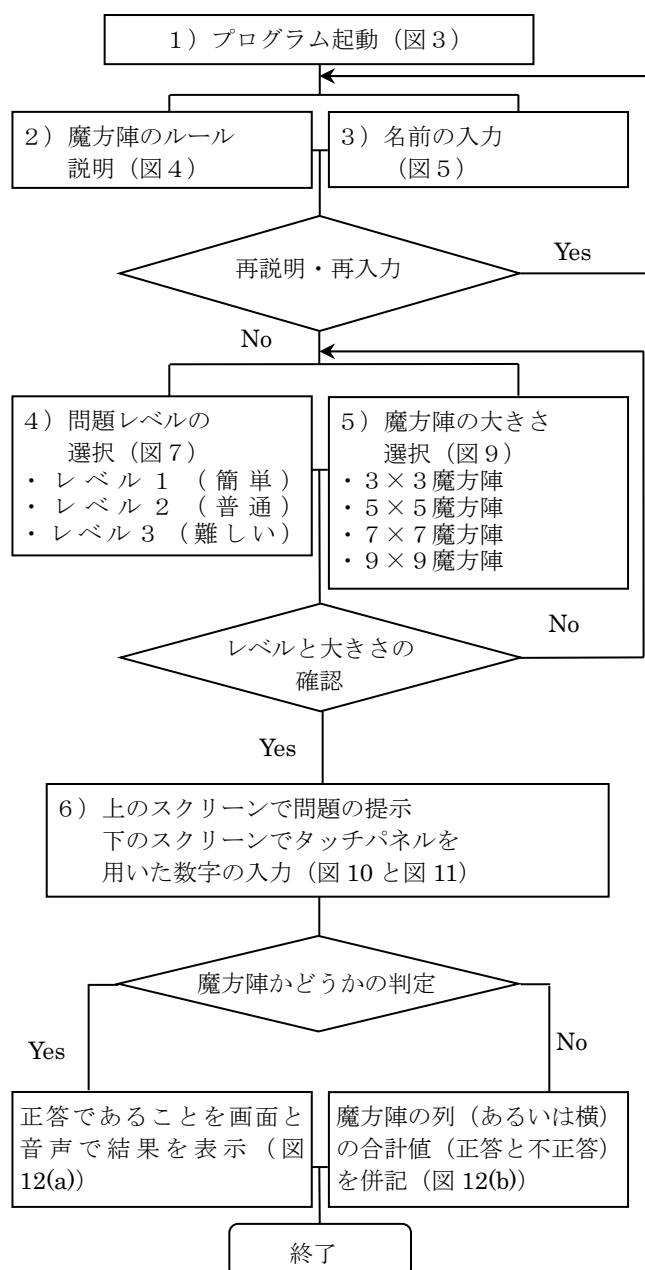 １）プログラム起動（図３）
２）魔方陣のルール
説明（図４）
３）名前の入力
（図５）
再説明・再入力
Yes
No
４）問題レベルの
選択（図７）
・レベル１（簡単）
・レベル２（普通）
・レベル３（難しい）
５）魔方陣の大きさ
選択（図９）
・３×３魔方陣
・５×５魔方陣
・７×７魔方陣
・９×９魔方陣
レベルと大きさの
確認
No
Yes
６）上のスクリーンで問題の提示
下のスクリーンでタッチパネルを
用いた数字の入力（図 10 と図 11）
魔方陣かどうかの判定
Yes
No
正答であることを画面と
音声で結果を表示（図
12(a)）
魔方陣の列（あるいは横）
の合計値（正答と不正答）
を併記（図 12(b)）
終了